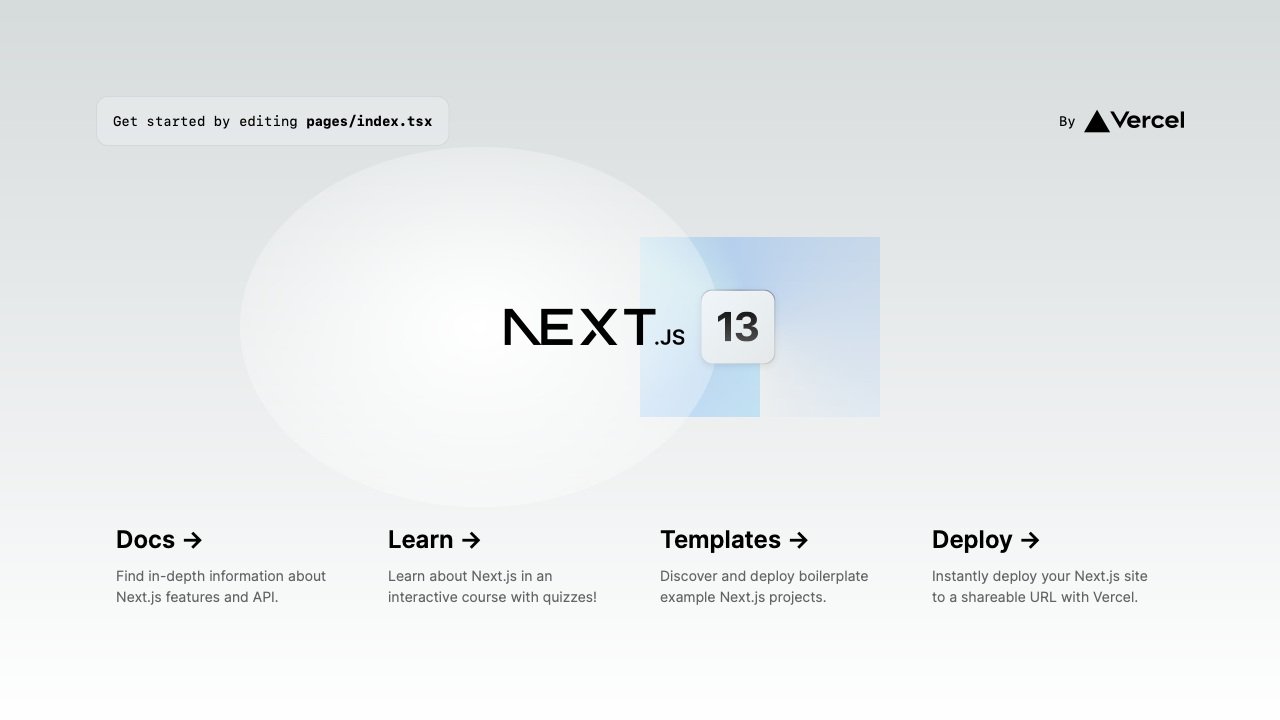 Get started by editing pages/index.tsx
By Vercel
NEXT.JS 13
Docs ->
Find in-depth information about
Next.js features and API.
Learn ->
Learn about Next.js in an
interactive course with quizzes!
Templates ->
Discover and deploy boilerplate
example Next.js projects.
Deploy ->
Instantly deploy your Next.js site
to a shareable URL with Vercel.